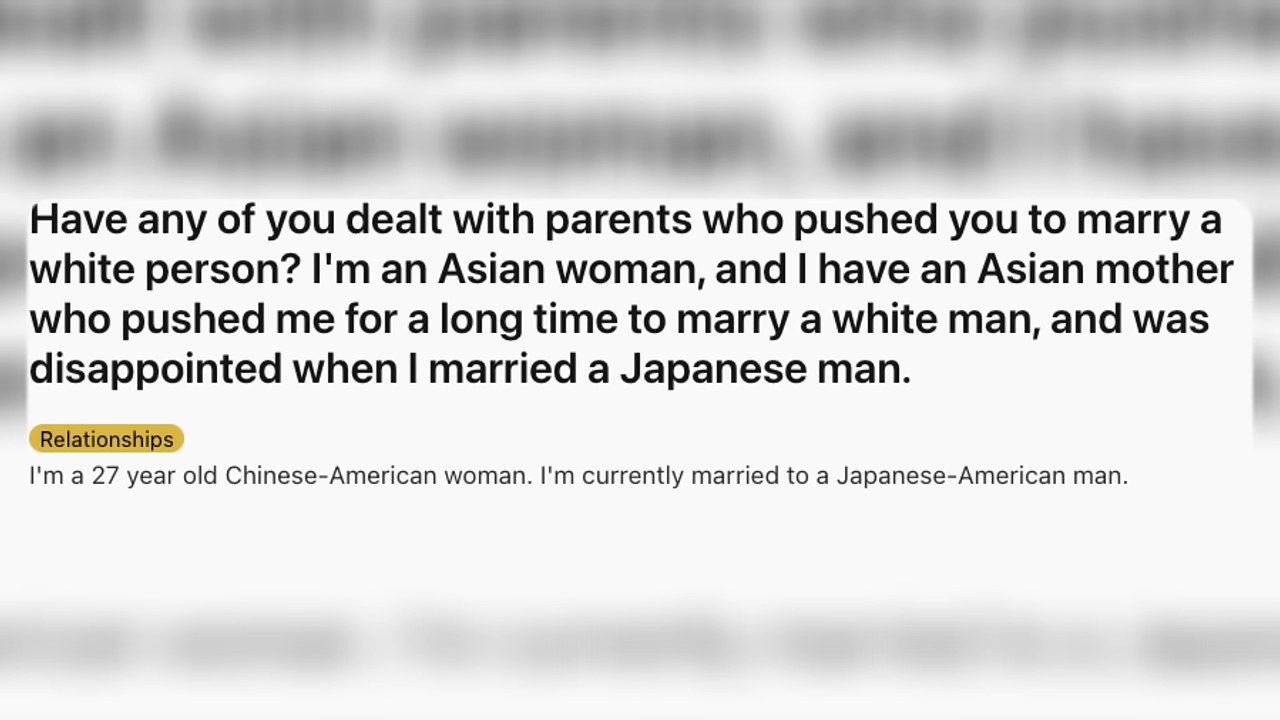 Have any of you dealt with parents who pushed you to marry a
white person? I'm an Asian woman, and I have an Asian mother
who pushed me for a long time to marry a white man, and was
disappointed when I married a Japanese man.
Relationships
I'm a 27 year old Chinese-American woman. I'm currently married to a Japanese-American man.